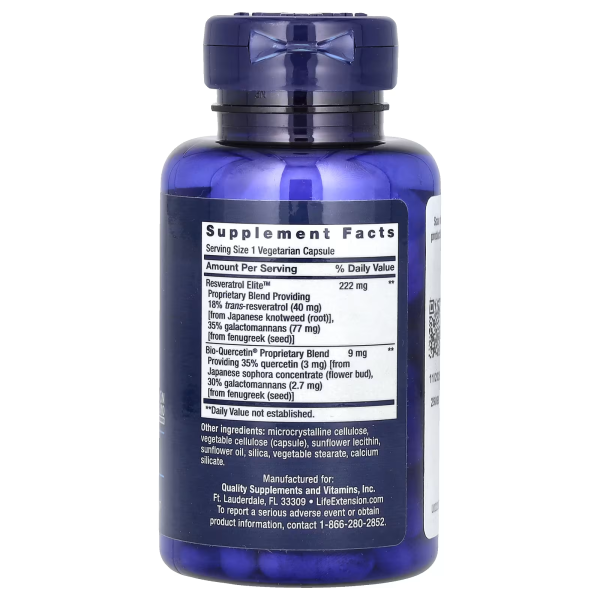 Supplement Facts
Serving Size 1 Vegetarian Capsule
Amount Per Serving % Daily Value
Resveratrol Elite™ 222 mg **
Proprietary Blend Providing
18% trans-resveratrol (40 mg)
[from Japanese knotweed (root)],
35% galactomannans (77 mg)
[from fenugreek (seed)]
Bio-Quercetin® Proprietary Blend 9 mg **
Providing 35% quercetin (3 mg) [from
Japanese sophora concentrate (flower bud),
30% galactomannans (2.7 mg)
[from fenugreek (seed)]
**Daily Value not established.
Other ingredients: microcrystalline cellulose,
vegetable cellulose (capsule), sunflower lecithin,
sunflower oil, silica, vegetable stearate, calcium
silicate.
Manufactured for:
Quality Supplements and Vitamins, Inc.
Ft. Lauderdale, FL 33309 • LifeExtension.com
To report a serious adverse event or obtain
product information, contact 1-866-280-2852.